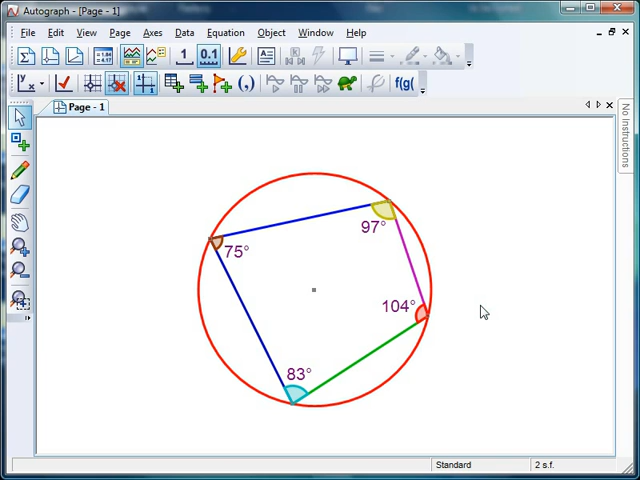 Autograph - [Page - 1]
File Edit View Page Axes Data Equation Object Window Help
1 0.1 A
y x (,) f(g(
Page - 1
No Instructions
97°
75°
104°
83°
Standard 2 s.f.